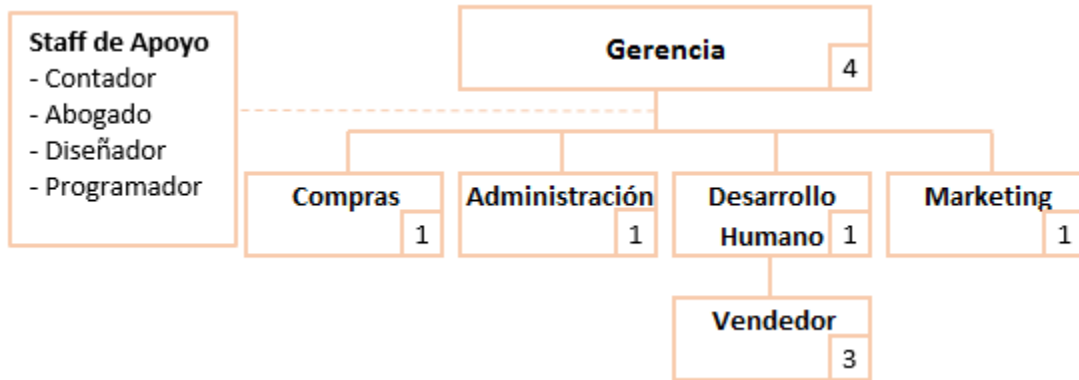 Staff de Apoyo
- Contador
- Abogado
- Diseñador
- Programador
Gerencia
4
Compras
1
Administración
1
Desarrollo
Humano
1
Marketing
1
Vendedor
3